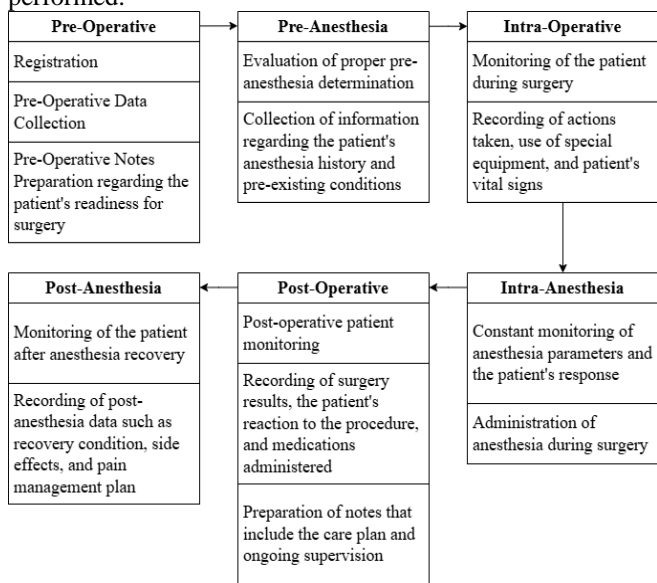 performed.
Pre-Operative
Registration
Pre-Operative Data
Collection
Pre-Operative Notes
Preparation regarding the
patient's readiness for
surgery
Pre-Anesthesia
Evaluation of proper pre-
anesthesia determination
Collection of information
regarding the patient's
anesthesia history and
pre-existing conditions
Intra-Operative
Monitoring of the patient
during surgery
Recording of actions
taken, use of special
equipment, and patient's
vital signs
Intra-Anesthesia
Constant monitoring of
anesthesia parameters and
the patient's response
Administration of
anesthesia during surgery
Post-Operative
Post-operative patient
monitoring
Recording of surgery
results, the patient's
reaction to the procedure,
and medications
administered
Preparation of notes that
include the care plan and
ongoing supervision
Post-Anesthesia
Monitoring of the patient
after anesthesia recovery
Recording of post-
anesthesia data such as
recovery condition, side
effects, and pain
management plan